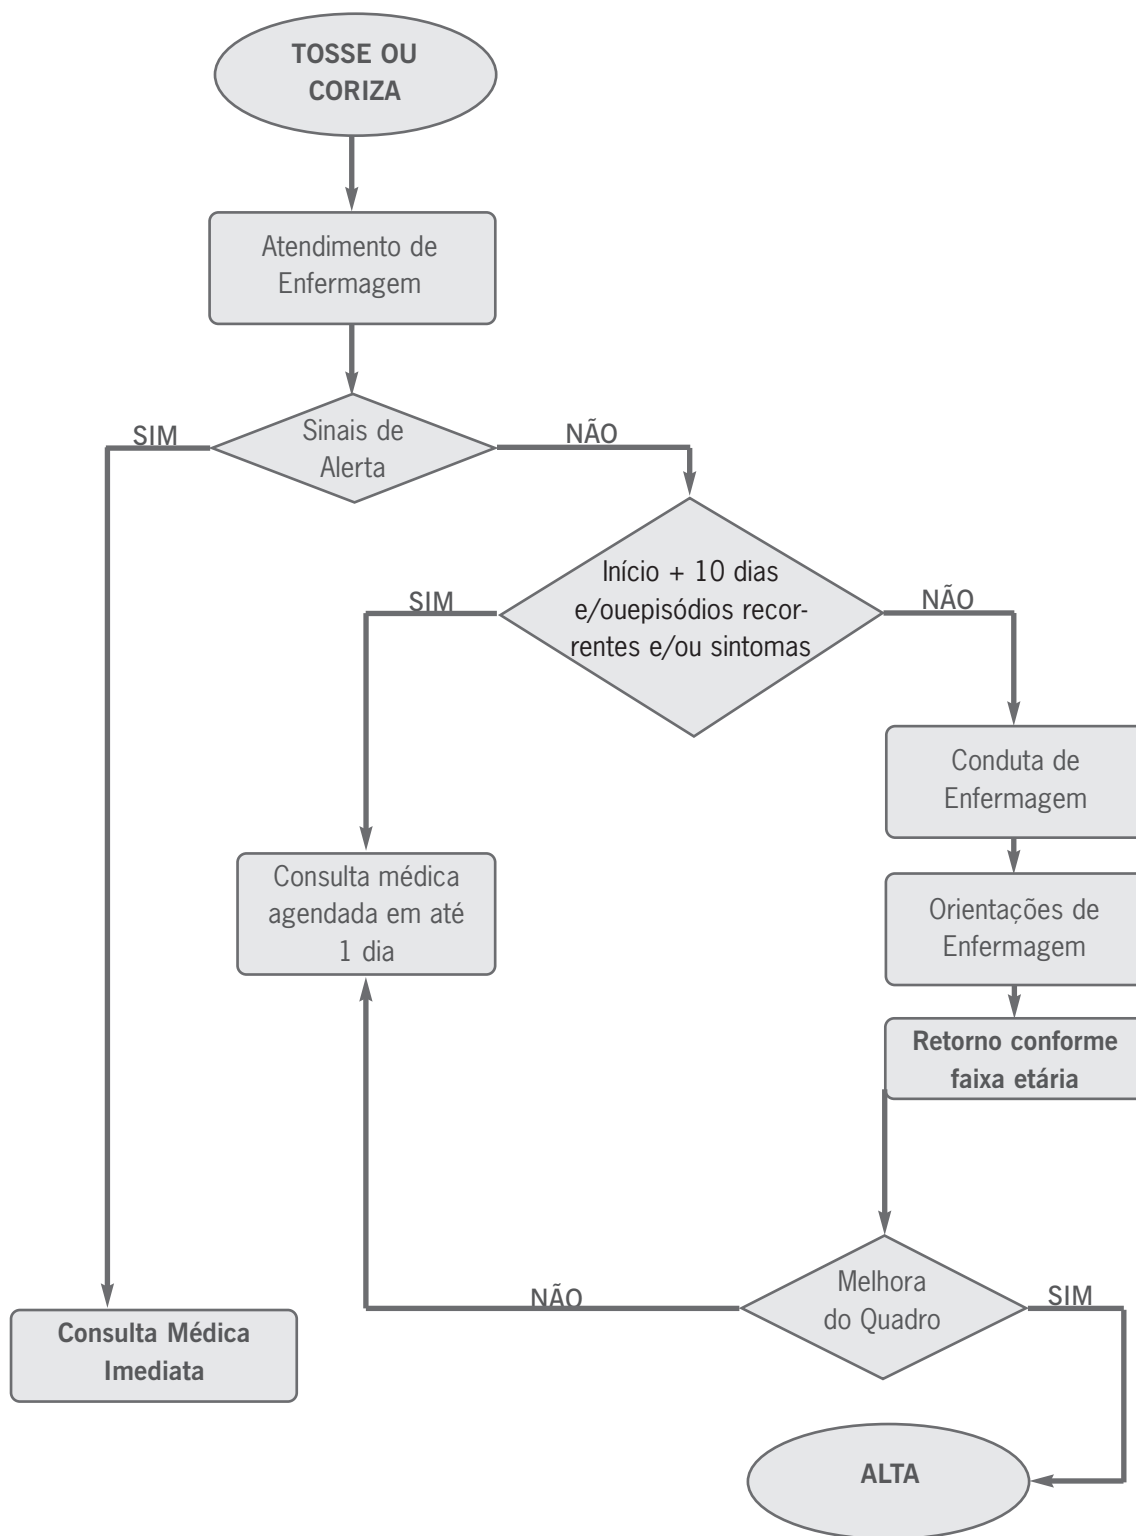 TOSSE OU
CORIZA
Atendimento de
Enfermagem
Sinais de
Alerta
SIM
NÃO
Início + 10 dias
e/ouepisódios recor-
rentes e/ou sintomas
SIM
NÃO
Conduta de
Enfermagem
Consulta médica
agendada em até
1 dia
Orientações de
Enfermagem
Retorno conforme
faixa etária
Melhora
do Quadro
NÃO
SIM
Consulta Médica
Imediata
ALTA